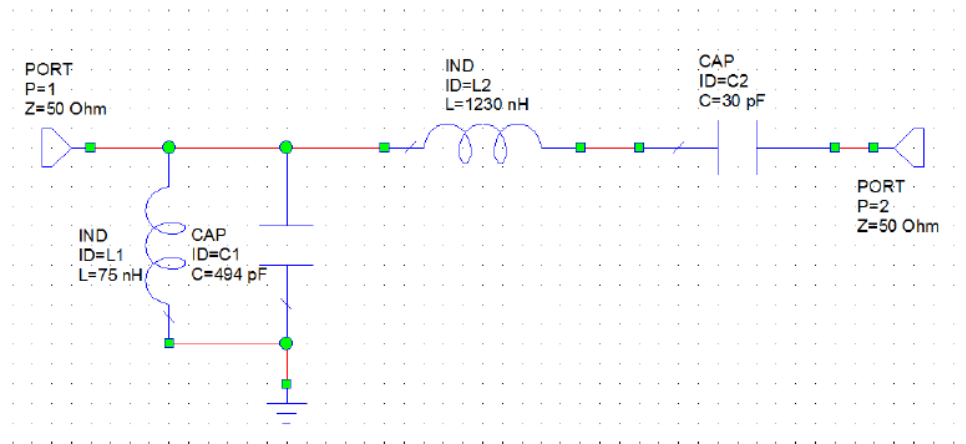 PORT
P=1
Z=50 Ohm
IND
ID=L2
L=1230 nH
CAP
ID=C2
C=30 pF
PORT
P=2
Z=50 Ohm
IND
ID=L1
L=75 nH
CAP
ID=C1
C=494 pF